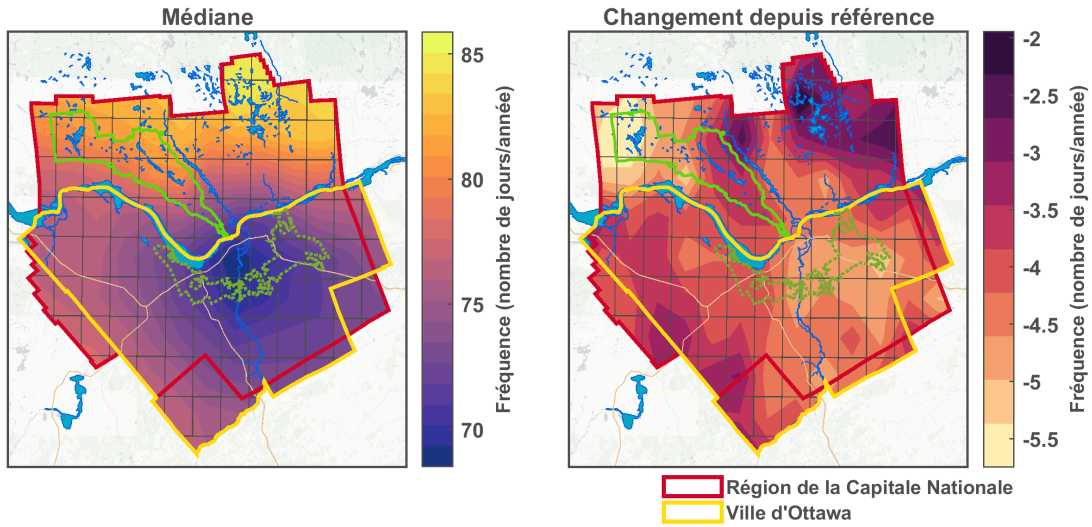 Médiane
85
80
75
70
Fréquence (nombre de jours/année)
Changement depuis référence
-2
-2.5
-3
-3.5
-4
-4.5
-5
-5.5
Fréquence (nombre de jours/année)
Région de la Capitale Nationale
Ville d'Ottawa